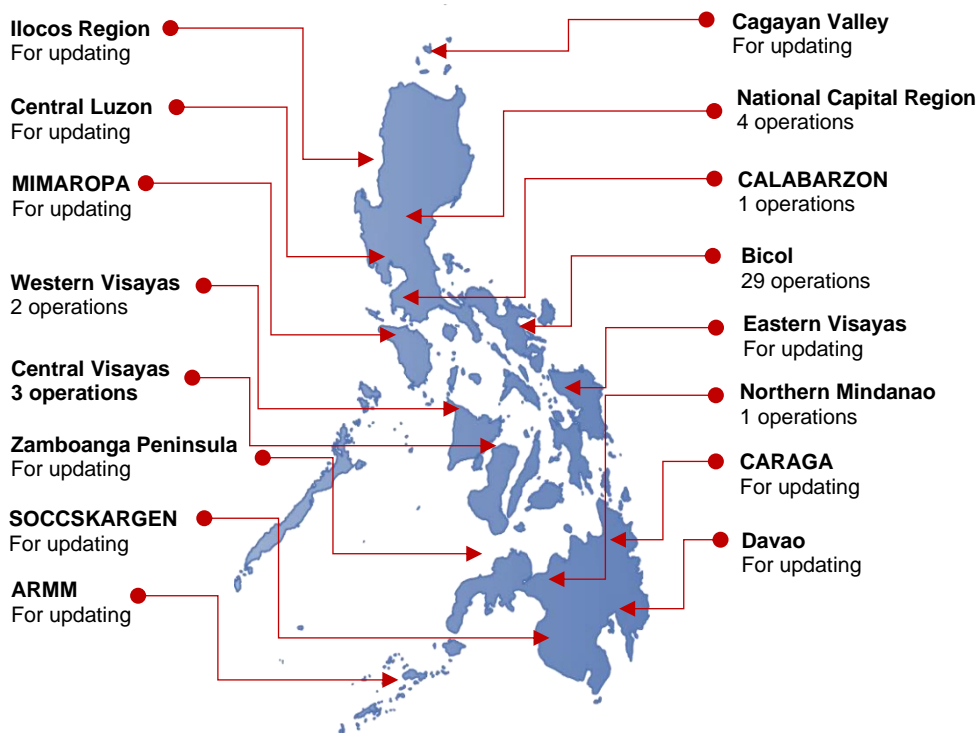 Ilocos Region
For updating
Central Luzon
For updating
MIMAROPA
For updating
Western Visayas
2 operations
Central Visayas
3 operations
Zamboanga Peninsula
For updating
SOCCSKARGEN
For updating
ARMM
For updating
Cagayan Valley
For updating
National Capital Region
4 operations
CALABARZON
1 operations
Bicol
29 operations
Eastern Visayas
For updating
Northern Mindanao
1 operations
CARAGA
For updating
Davao
For updating